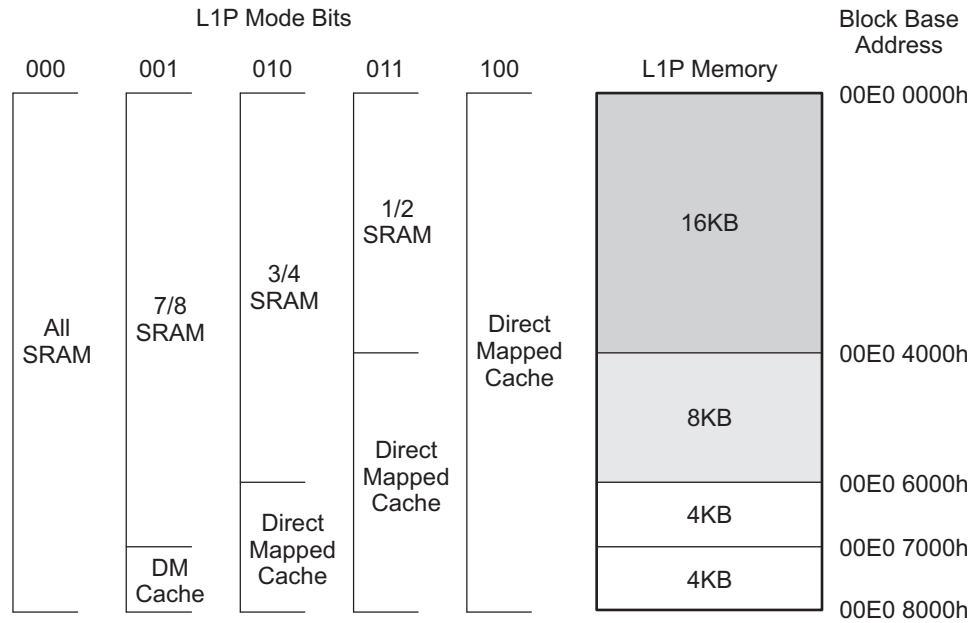 L1P Mode Bits
Block Base
Address
000 001 010 011 100 L1P Memory
00E0 0000h
1/2
SRAM
16KB
3/4
SRAM
7/8
SRAM
All
SRAM
Direct
Mapped
Cache
00E0 4000h
8KB
Direct
Mapped
Cache
00E0 6000h
4KB
Direct
Mapped
Cache
00E0 7000h
DM
Cache
4KB
00E0 8000h